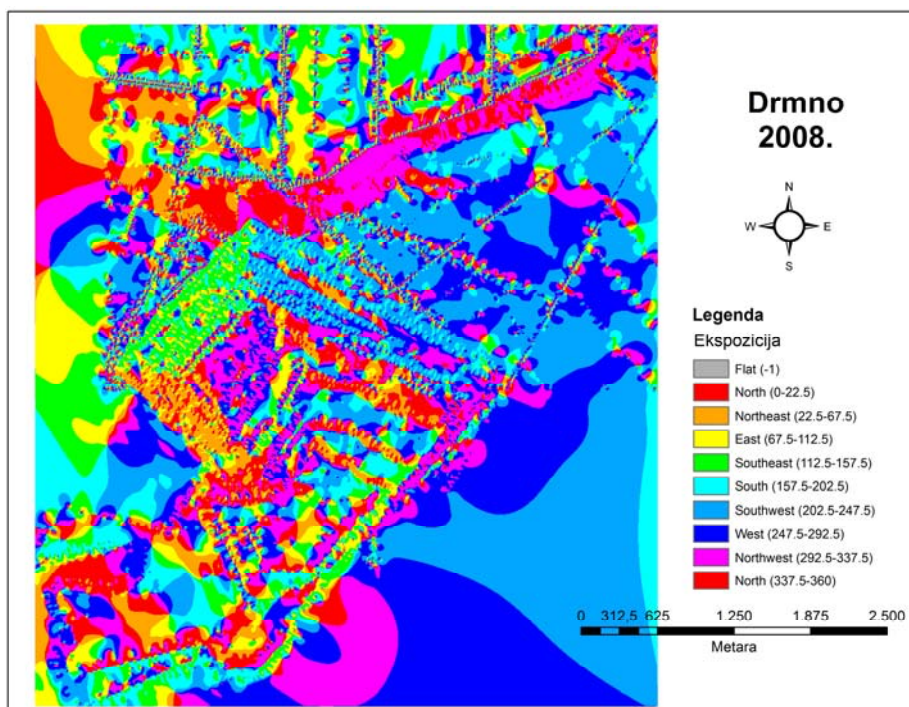 Drmno
2008.
N
W E
S
Legenda
Ekspozicija
Flat (-1)
North (0-22.5)
Northeast (22.5-67.5)
East (67.5-112.5)
Southeast (112.5-157.5)
South (157.5-202.5)
Southwest (202.5-247.5)
West (247.5-292.5)
Northwest (292.5-337.5)
North (337.5-360)
0 312,5 625 1.250 1.875 2.500
Metara